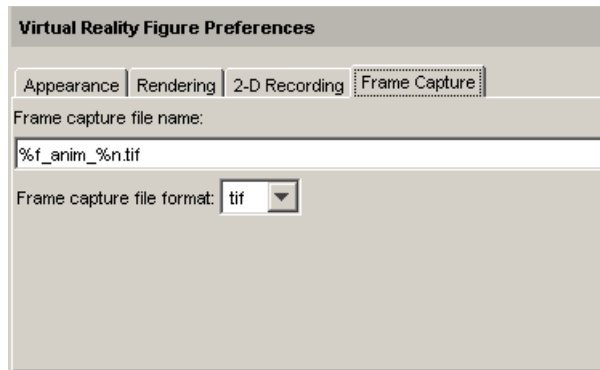 Virtual Reality Figure Preferences
Appearance Rendering 2-D Recording Frame Capture
Frame capture file name:
%f_anim_%n.tif
Frame capture file format: tif